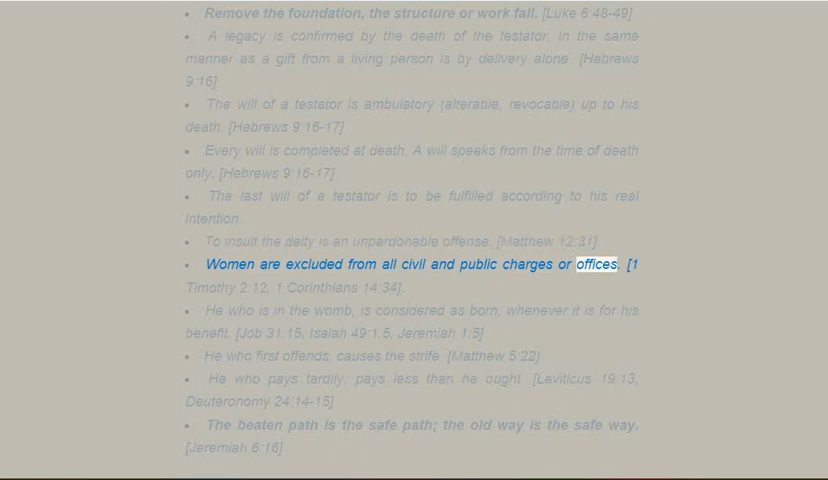 • Remove the foundation, the structure or work fall. [Luke 6:48-49]
• A legacy is confirmed by the death of the testator, in the same
manner as a gift from a living person is by delivery alone. [Hebrews
9:16]
• The will of a testator is ambulatory (alterable, revocable) up to his
death. [Hebrews 9:16-17]
• Every will is completed at death. A will speaks from the time of death
only. [Hebrews 9:16-17]
• The last will of a testator is to be fulfilled according to his real
intention.
• To insult the deity is an unpardonable offense. [Matthew 12:31]
• Women are excluded from all civil and public charges or offices. [1
Timothy 2:12, 1 Corinthians 14:34]
• He who is in the womb, is considered as born, whenever it is for his
benefit. [Job 31:15, Isaiah 49:1,5, Jeremiah 1:5]
• He who first offends, causes the strife. [Matthew 5:22]
• He who pays tardily, pays less than he ought. [Leviticus 19:13,
Deuteronomy 24:14-15]
• The beaten path is the safe path; the old way is the safe way.
[Jeremiah 6:16]